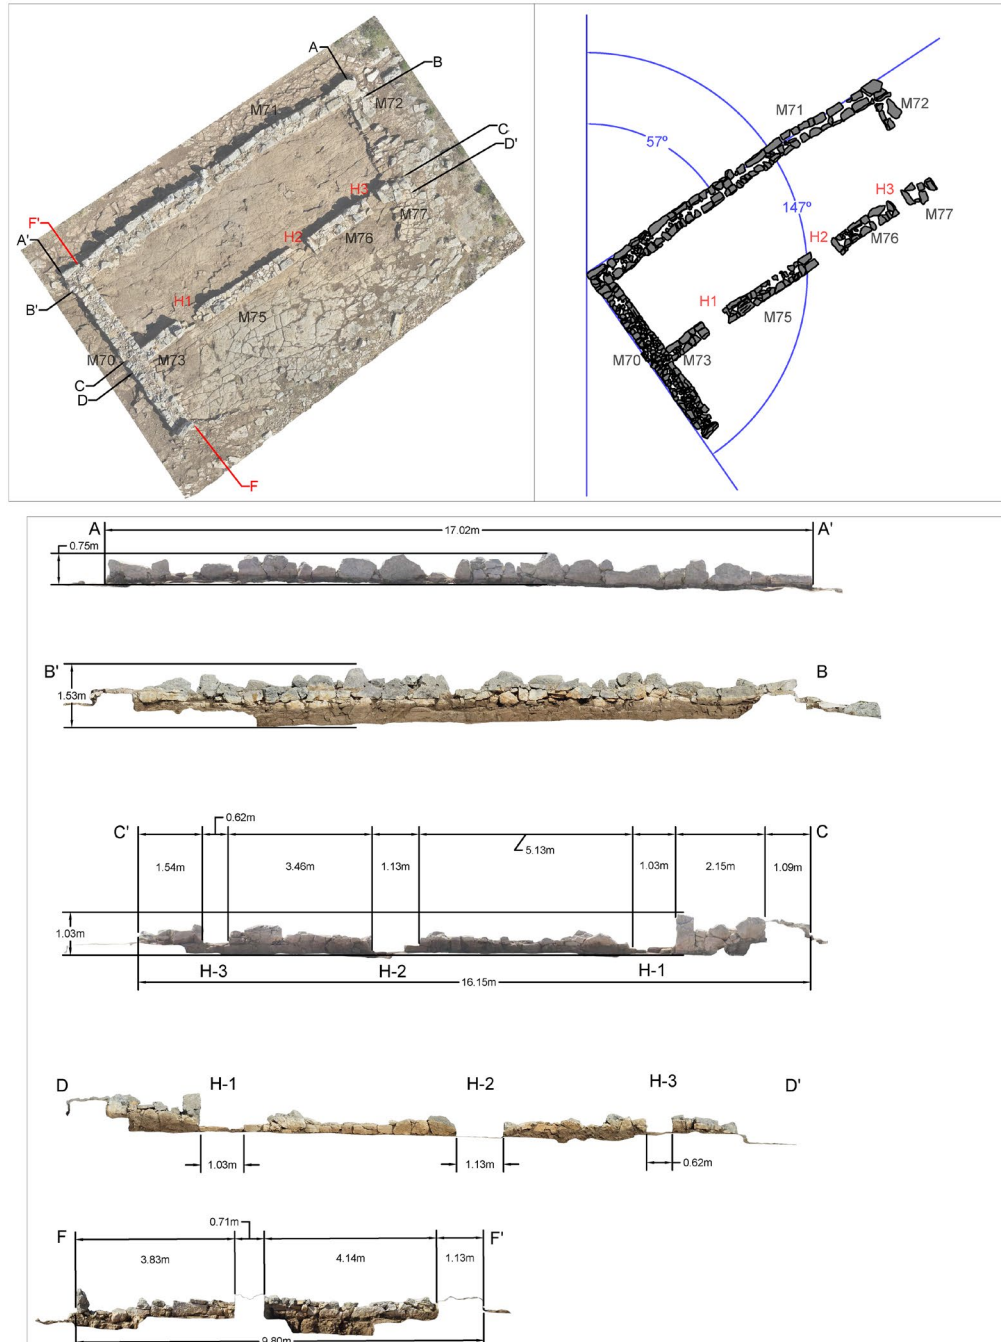 A
B
M72
M71
C
D'
H3
F'
M77
A'
H2
M76
B'
H1
M75
M70
M73
C
D
F
M71
M72
57º
147º
H3
M77
H2
M76
H1
M75
M70
M73
A
17.02m
A'
0.75m
B'
B
1.53m
0.62m
C'
C
5.13m
1.54m
3.46m
1.13m
1.03m
2.15m
1.09m
1.03m
H-3
H-2
H-1
16.15m
D
H-1
H-2
H-3
D'
1.03m
1.13m
0.62m
0.71m
F
F'
3.83m
4.14m
1.13m
9.80m